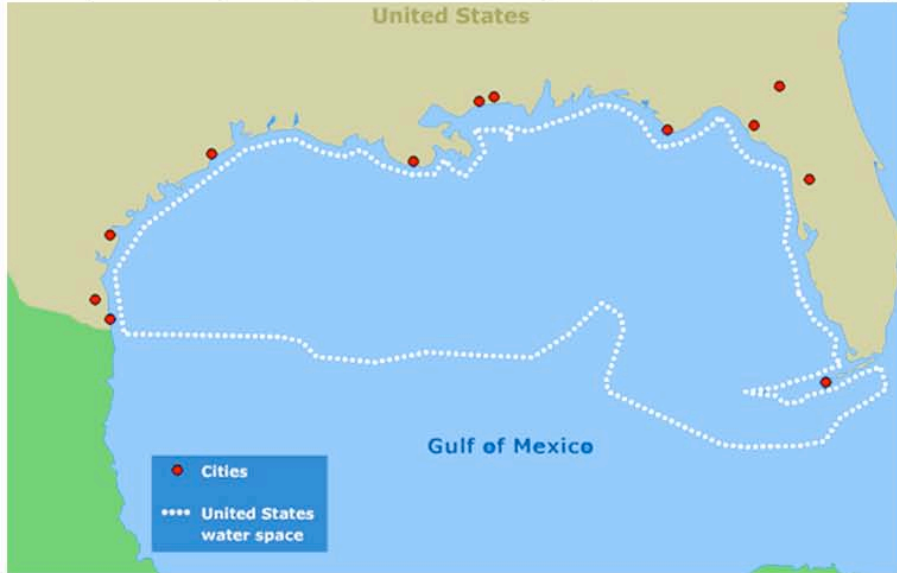 United States
Gulf of Mexico
Cities
United States
water space